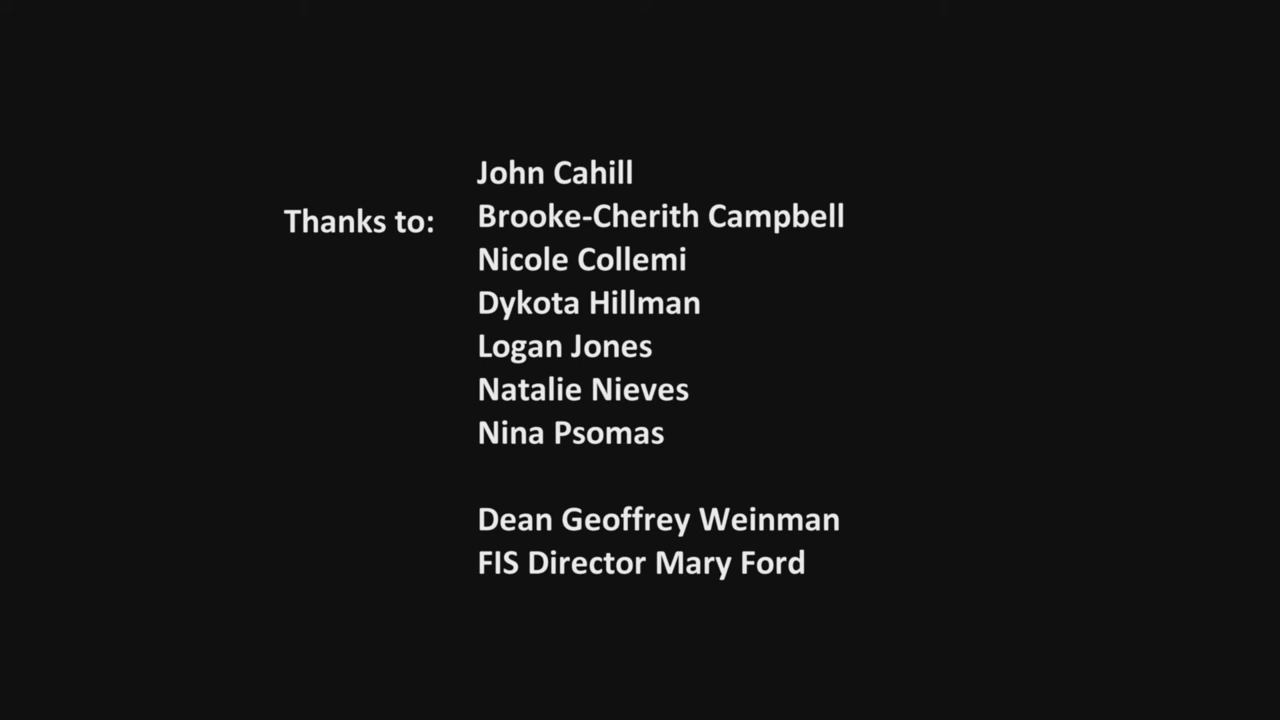 John Cahill
Thanks to: Brooke-Cherith Campbell
Nicole Collemi
Dykota Hillman
Logan Jones
Natalie Nieves
Nina Psomas
Dean Geoffrey Weinman
FIS Director Mary Ford